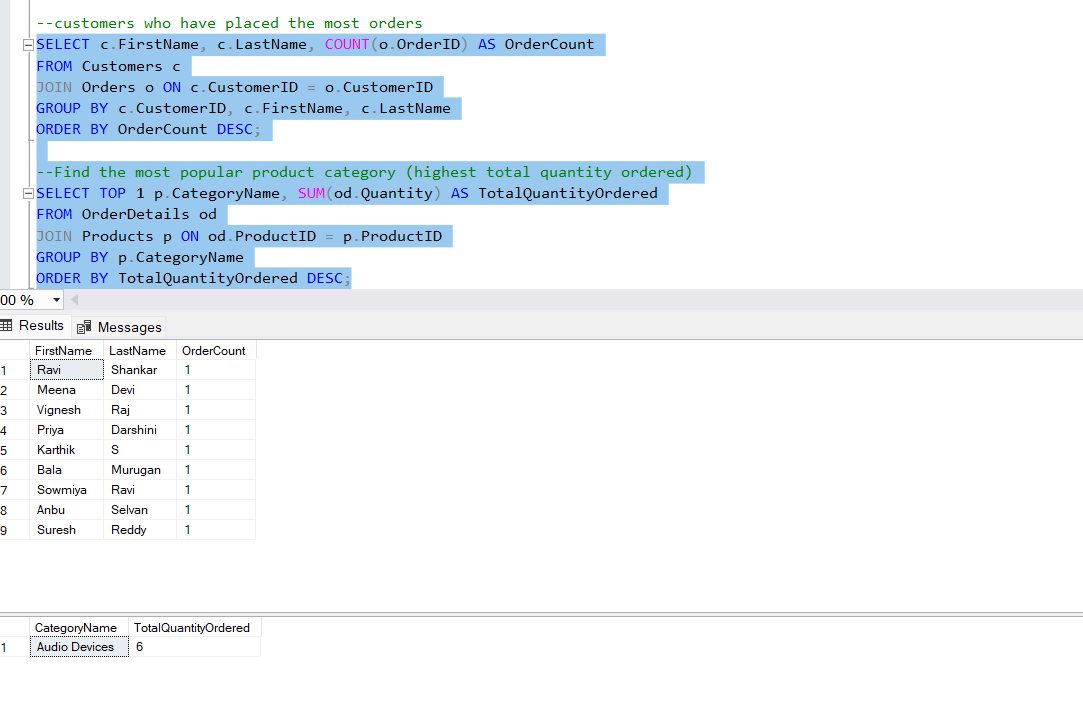 --customers who have placed the most orders
SELECT c.FirstName, c.LastName, COUNT(o.OrderID) AS OrderCount
FROM Customers c
JOIN Orders o ON c.CustomerID = o.CustomerID
GROUP BY c.CustomerID, c.FirstName, c.LastName
ORDER BY OrderCount DESC;
--Find the most popular product category (highest total quantity ordered)
SELECT TOP 1 p.CategoryName, SUM(od.Quantity) AS TotalQuantityOrdered
FROM OrderDetails od
JOIN Products p ON od.ProductID = p.ProductID
GROUP BY p.CategoryName
ORDER BY TotalQuantityOrdered DESC;
00 %
Results Messages
FirstName LastName OrderCount
1 Ravi Shankar 1
2 Meena Devi 1
3 Vignesh Raj 1
4 Priya Darshini 1
5 Karthik S 1
6 Bala Murugan 1
7 Sowmiya Ravi 1
8 Anbu Selvan 1
9 Suresh Reddy 1
CategoryName TotalQuantityOrdered
1 Audio Devices 6